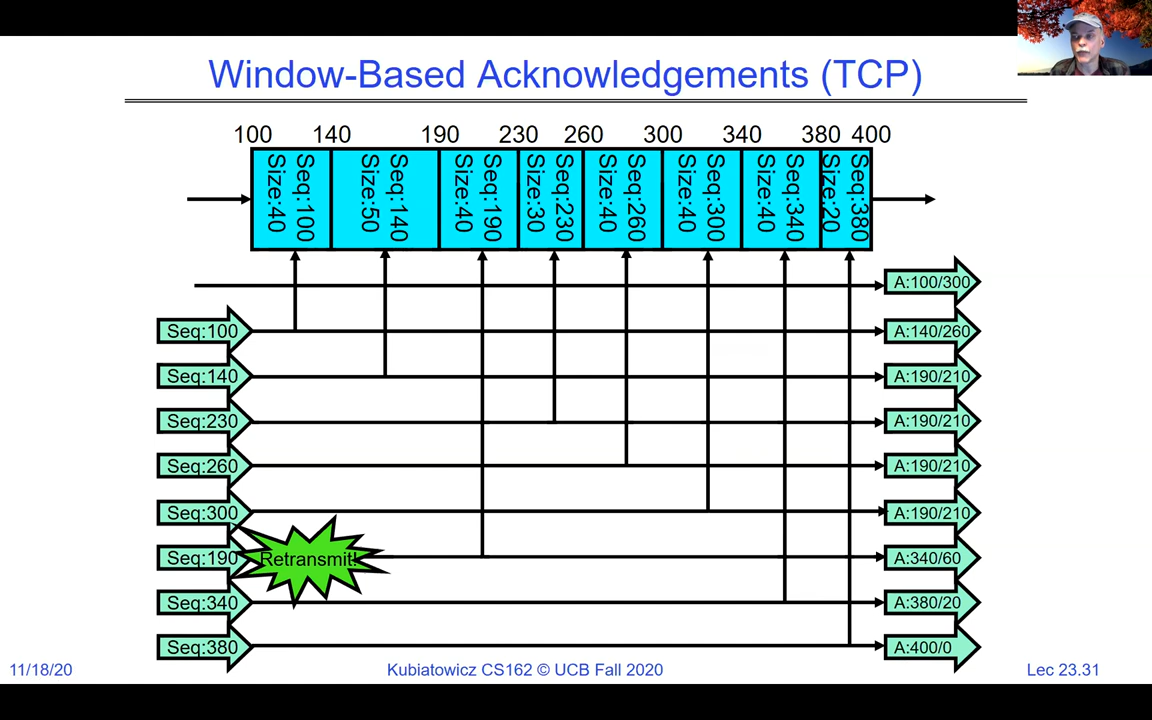 Window-Based Acknowledgements (TCP)
100 140 190 230 260 300 340 380 400
Seq:100
Size:40
Seq:140
Size:50
Seq:190
Size:40
Seq:230
Size:30
Seq:260
Size:40
Seq:300
Size:40
Seq:340
Size:40
Seq:380
Size:20
A:100/300
Seq:100 A:140/260
Seq:140 A:190/210
Seq:230 A:190/210
Seq:260 A:190/210
Seq:300 A:190/210
Seq:190 Retransmit! A:340/60
Seq:340 A:380/20
Seq:380 A:400/0
11/18/20 Kubiatowicz CS162 © UCB Fall 2020 Lec 23.31